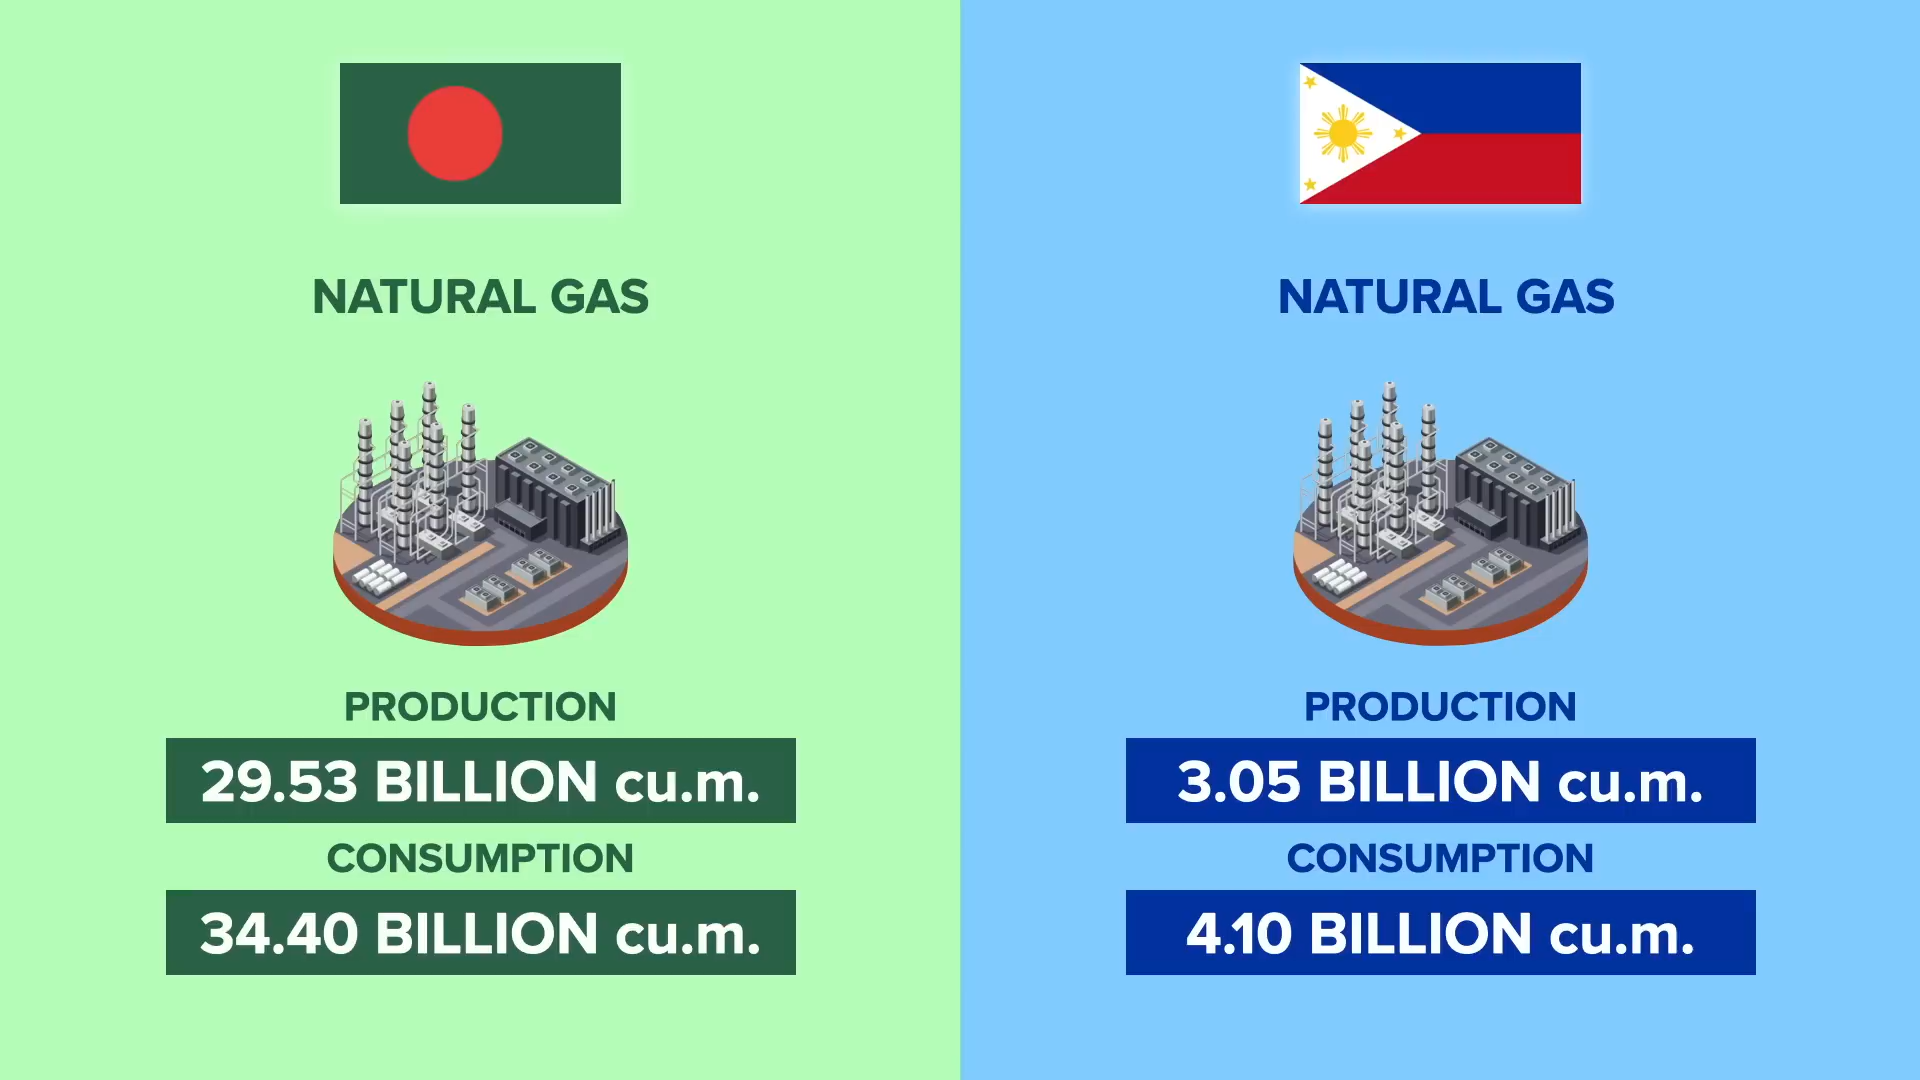 NATURAL GAS
PRODUCTION
29.53 BILLION cu.m.
CONSUMPTION
34.40 BILLION cu.m.
NATURAL GAS
PRODUCTION
3.05 BILLION cu.m.
CONSUMPTION
4.10 BILLION cu.m.